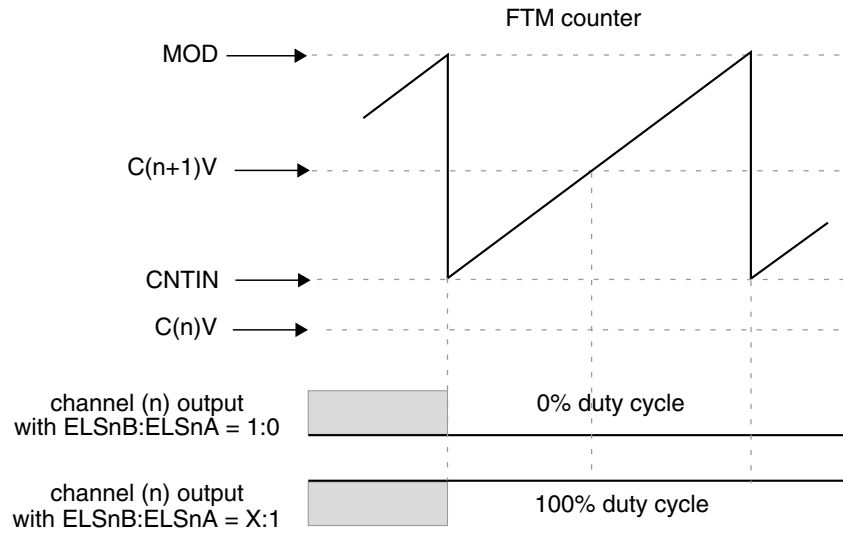 FTM counter
MOD
C(n+1)V
CNTIN
C(n)V
channel (n) output
with ELSnB:ELSnA = 1:0
0% duty cycle
channel (n) output
with ELSnB:ELSnA = X:1
100% duty cycle